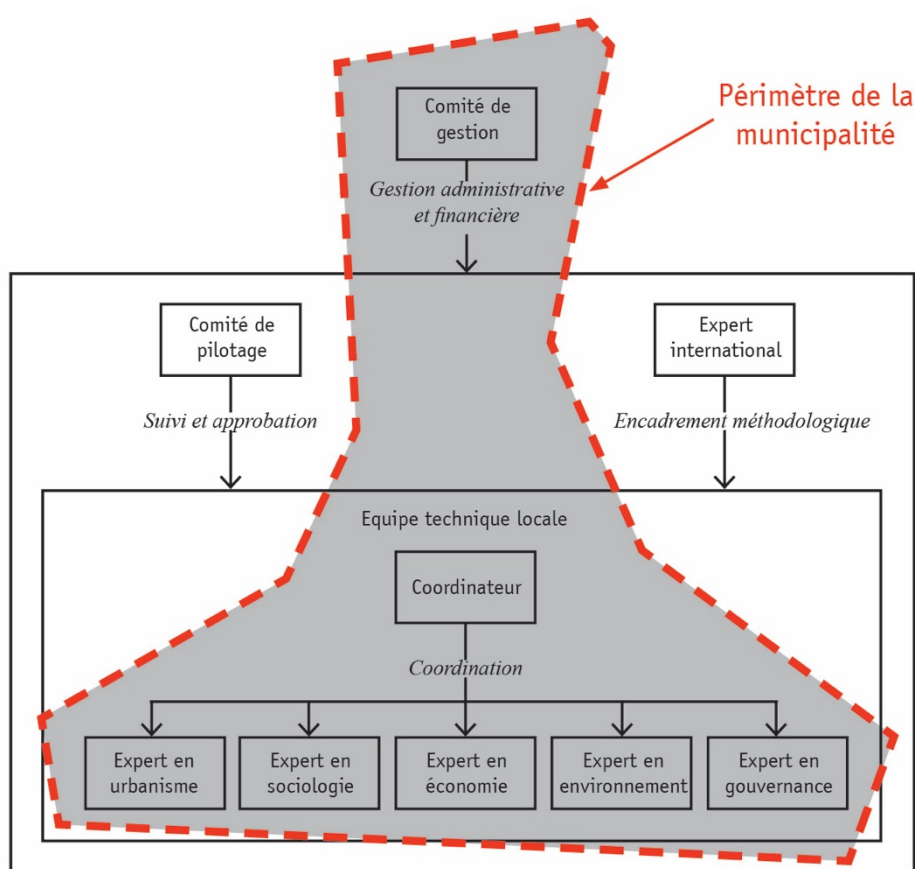 Comité de
gestion
Périmètre de la
municipalité
Gestion administrative
et financière
Comité de
pilotage
Expert
international
Suivi et approbation
Encadrement méthodologique
Equipe technique locale
Coordinateur
Coordination
Expert en
urbanisme
Expert en
sociologie
Expert en
économie
Expert en
environnement
Expert en
gouvernance